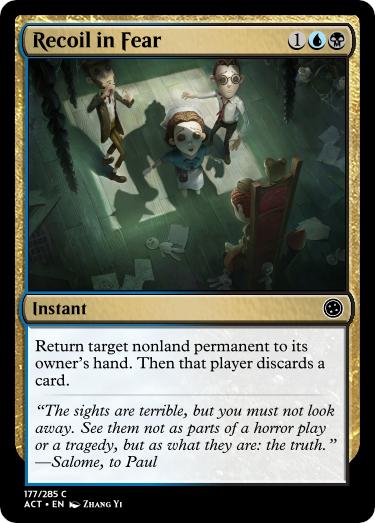 Recoil in Fear 1
Instant
Return target nonland permanent to its
owner's hand. Then that player discards a
card.
“The sights are terrible, but you must not look
away. See them not as parts of a horror play
or a tragedy, but as what they are: the truth.”
—Salome, to Paul
177/285 C
ACT • EN Zhang Yi